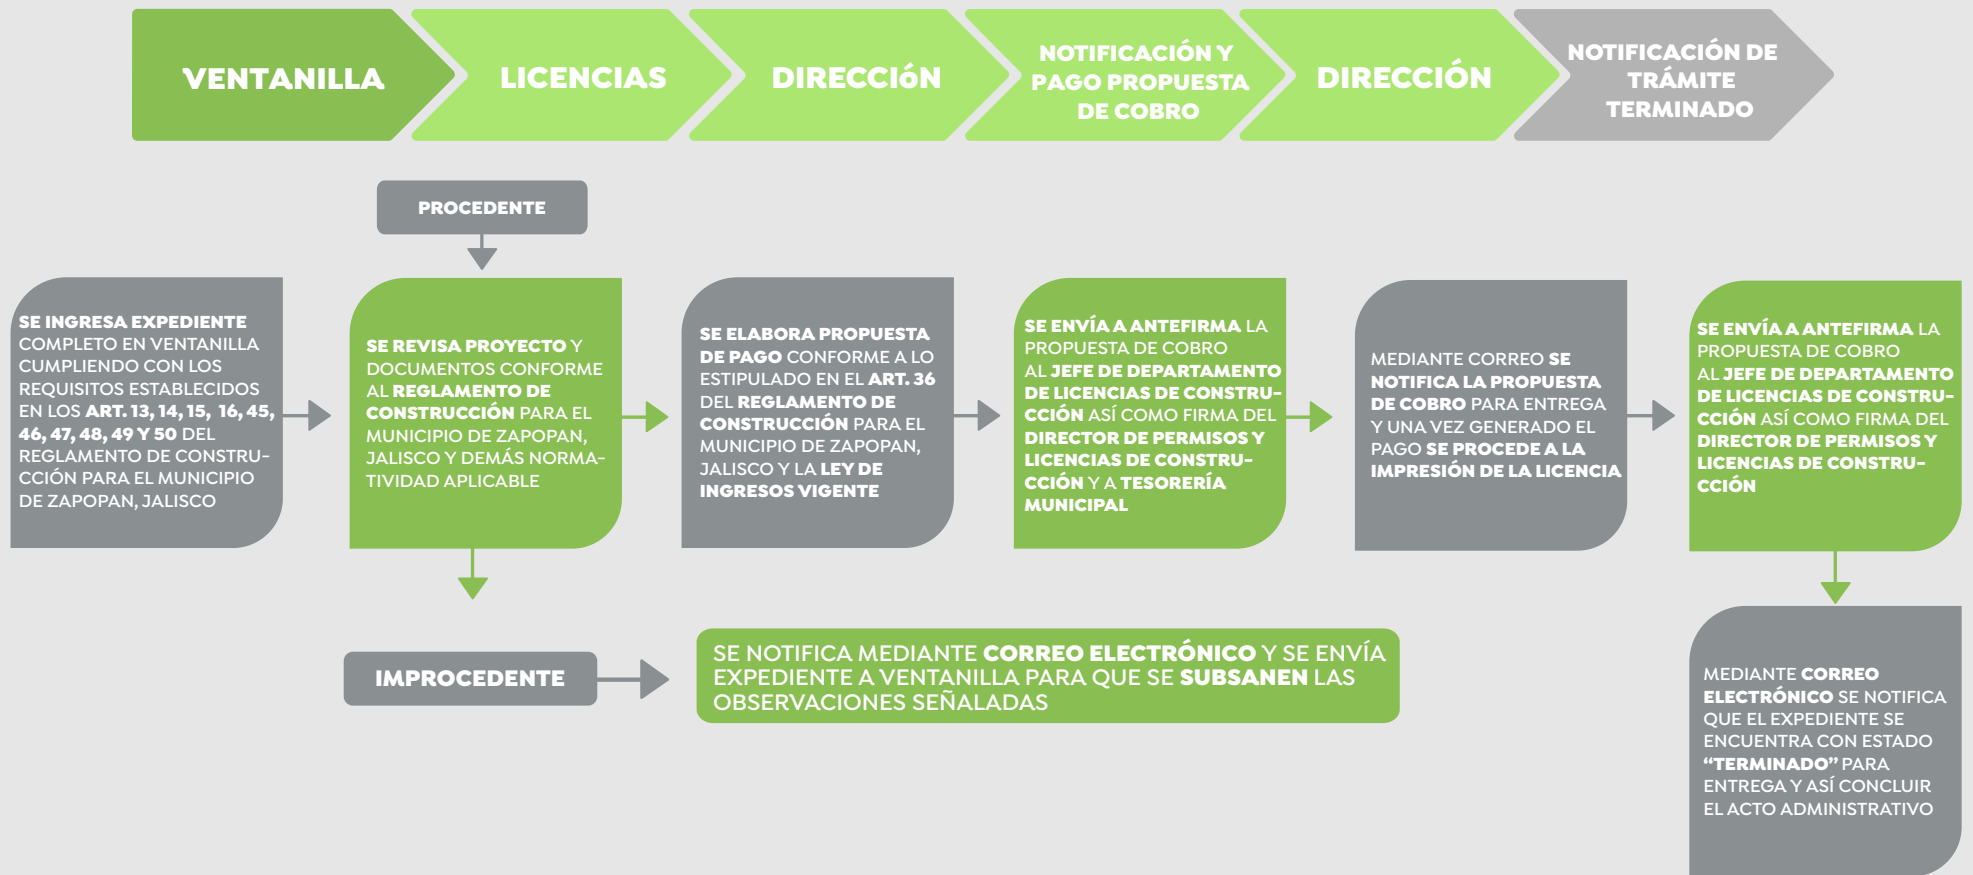 VENTANILLA
LICENCIAS
DIRECCIóN
NOTIFICACIÓN Y
PAGO PROPUESTA
DE COBRO
DIRECCIÓN
NOTIFICACIÓN DE
TRÁMITE
TERMINADO
PROCEDENTE
SE INGRESA EXPEDIENTE
COMPLETO EN VENTANILLA
CUMPLIENDO CON LOS
REQUISITOS ESTABLECIDOS
EN LOS ART. 13, 14, 15, 16, 45,
46, 47, 48, 49 Y 50 DEL
REGLAMENTO DE CONSTRU-
CCIÓN PARA EL MUNICIPIO
DE ZAPOPAN, JALISCO
SE REVISA PROYECTO Y
DOCUMENTOS CONFORME
AL REGLAMENTO DE
CONSTRUCCIÓN PARA EL
MUNICIPIO DE ZAPOPAN,
JALISCO Y DEMÁS NORMA-
TIVIDAD APLICABLE
SE ELABORA PROPUESTA
DE PAGO CONFORME A LO
ESTIPULADO EN EL ART. 36
DEL REGLAMENTO DE
CONSTRUCCIÓN PARA EL
MUNICIPIO DE ZAPOPAN,
JALISCO Y LA LEY DE
INGRESOS VIGENTE
SE ENVÍA A ANTEFIRMA LA
PROPUESTA DE COBRO
AL JEFE DE DEPARTAMENTO
DE LICENCIAS DE CONSTRU-
CCIÓN ASÍ COMO FIRMA DEL
DIRECTOR DE PERMISOS Y
LICENCIAS DE CONSTRU-
CCIÓN Y A TESORERÍA
MUNICIPAL
MEDIANTE CORREO SE
NOTIFICA LA PROPUESTA
DE COBRO PARA ENTREGA
Y UNA VEZ GENERADO EL
PAGO SE PROCEDE A LA
IMPRESIÓN DE LA LICENCIA
SE ENVÍA A ANTEFIRMA LA
PROPUESTA DE COBRO
AL JEFE DE DEPARTAMENTO
DE LICENCIAS DE CONSTRU-
CCIÓN ASÍ COMO FIRMA DEL
DIRECTOR DE PERMISOS Y
LICENCIAS DE CONSTRU-
CCIÓN
IMPROCEDENTE
SE NOTIFICA MEDIANTE CORREO ELECTRÓNICO Y SE ENVÍA
EXPEDIENTE A VENTANILLA PARA QUE SE SUBSANEN LAS
OBSERVACIONES SEÑALADAS
MEDIANTE CORREO
ELECTRÓNICO SE NOTIFICA
QUE EL EXPEDIENTE SE
ENCUENTRA CON ESTADO
“TERMINADO” PARA
ENTREGA Y ASÍ CONCLUIR
EL ACTO ADMINISTRATIVO